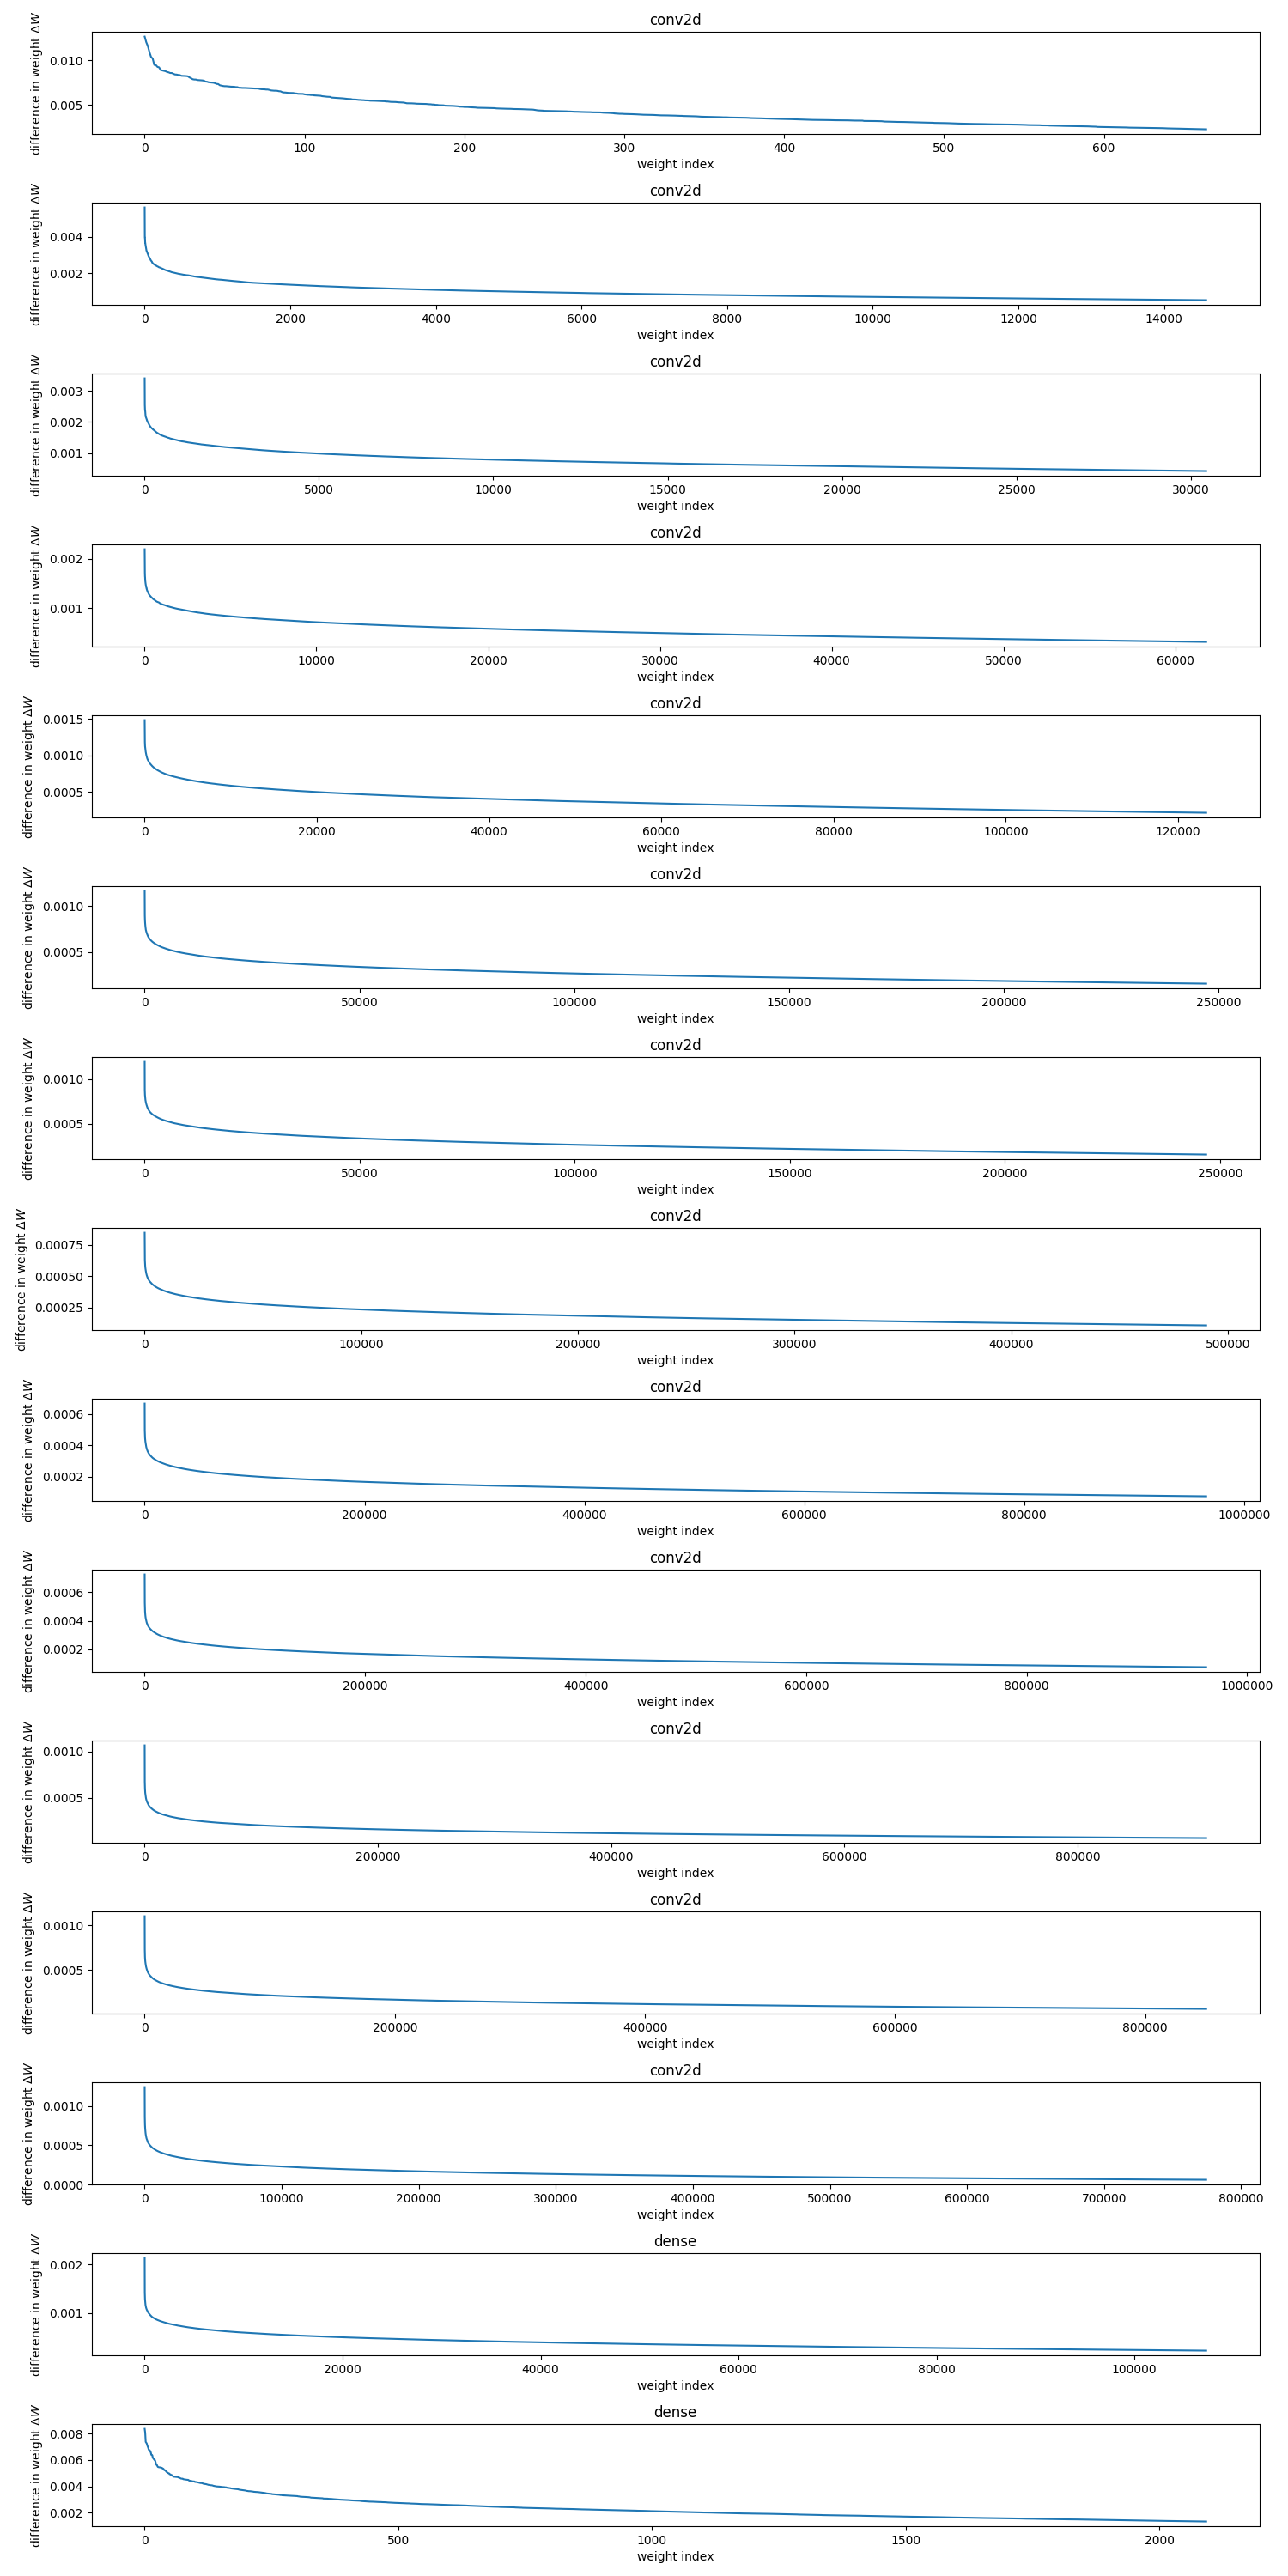 conv2d
difference in weight ΔW
0.010
0.005
0 100 200 300 400 500 600
weight index
conv2d
difference in weight ΔW
0.004
0.002
0 2000 4000 6000 8000 10000 12000 14000
weight index
conv2d
difference in weight ΔW
0.003
0.002
0.001
0 5000 10000 15000 20000 25000 30000
weight index
conv2d
difference in weight ΔW
0.002
0.001
0 10000 20000 30000 40000 50000 60000
weight index
conv2d
difference in weight ΔW
0.0015
0.0010
0.0005
0 20000 40000 60000 80000 100000 120000
weight index
conv2d
difference in weight ΔW
0.0010
0.0005
0 50000 100000 150000 200000 250000
weight index
conv2d
difference in weight ΔW
0.0010
0.0005
0 50000 100000 150000 200000 250000
weight index
conv2d
difference in weight ΔW
0.00075
0.00050
0.00025
0 100000 200000 300000 400000 500000
weight index
conv2d
difference in weight ΔW
0.0006
0.0004
0.0002
0 200000 400000 600000 800000 1000000
weight index
conv2d
difference in weight ΔW
0.0006
0.0004
0.0002
0 200000 400000 600000 800000 1000000
weight index
conv2d
difference in weight ΔW
0.0010
0.0005
0 200000 400000 600000 800000
weight index
conv2d
difference in weight ΔW
0.0010
0.0005
0 200000 400000 600000 800000
weight index
conv2d
difference in weight ΔW
0.0010
0.0005
0.0000
0 100000 200000 300000 400000 500000 600000 700000 800000
weight index
dense
difference in weight ΔW
0.002
0.001
0 20000 40000 60000 80000 100000
weight index
dense
difference in weight ΔW
0.008
0.006
0.004
0.002
0 500 1000 1500 2000
weight index